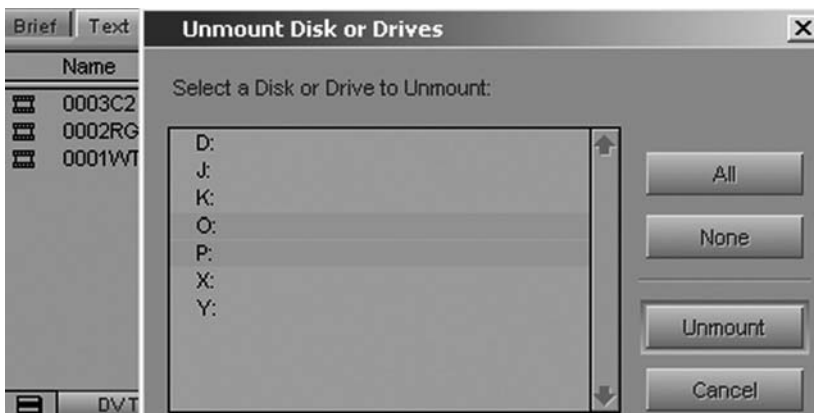 Brief Text
Name
0003C2
0002RG
0001WT
DVT
Unmount Disk or Drives
Select a Disk or Drive to Unmount:
D:
J:
K:
O:
P:
X:
Y:
All
None
Unmount
Cancel